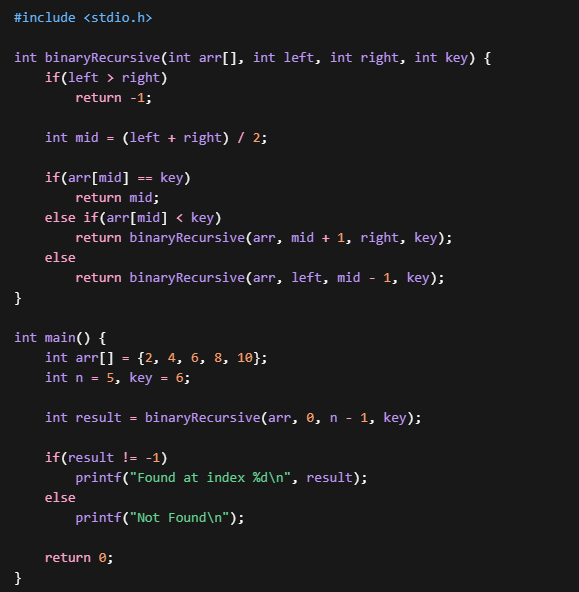 #include <stdio.h>

int binaryRecursive(int arr[], int left, int right, int key) {
    if(left > right)
        return -1;

    int mid = (left + right) / 2;

    if(arr[mid] == key)
        return mid;
    else if(arr[mid] < key)
        return binaryRecursive(arr, mid + 1, right, key);
    else
        return binaryRecursive(arr, left, mid - 1, key);
}

int main() {
    int arr[] = {2, 4, 6, 8, 10};
    int n = 5, key = 6;

    int result = binaryRecursive(arr, 0, n - 1, key);

    if(result != -1)
        printf("Found at index %d\n", result);
    else
        printf("Not Found\n");

    return 0;
}